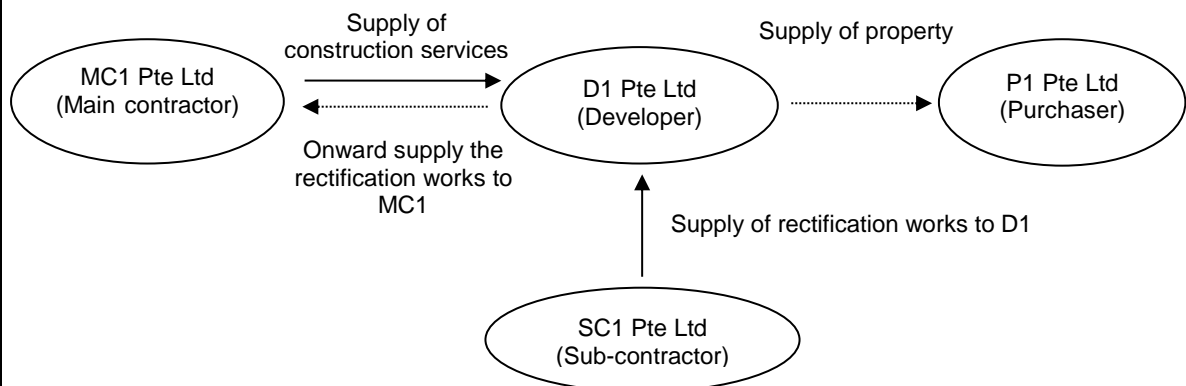 Supply of
construction services
Supply of property
MC1 Pte Ltd
(Main contractor)
D1 Pte Ltd
(Developer)
P1 Pte Ltd
(Purchaser)
Onward supply the
rectification works to
MC1
Supply of rectification works to D1
SC1 Pte Ltd
(Sub-contractor)